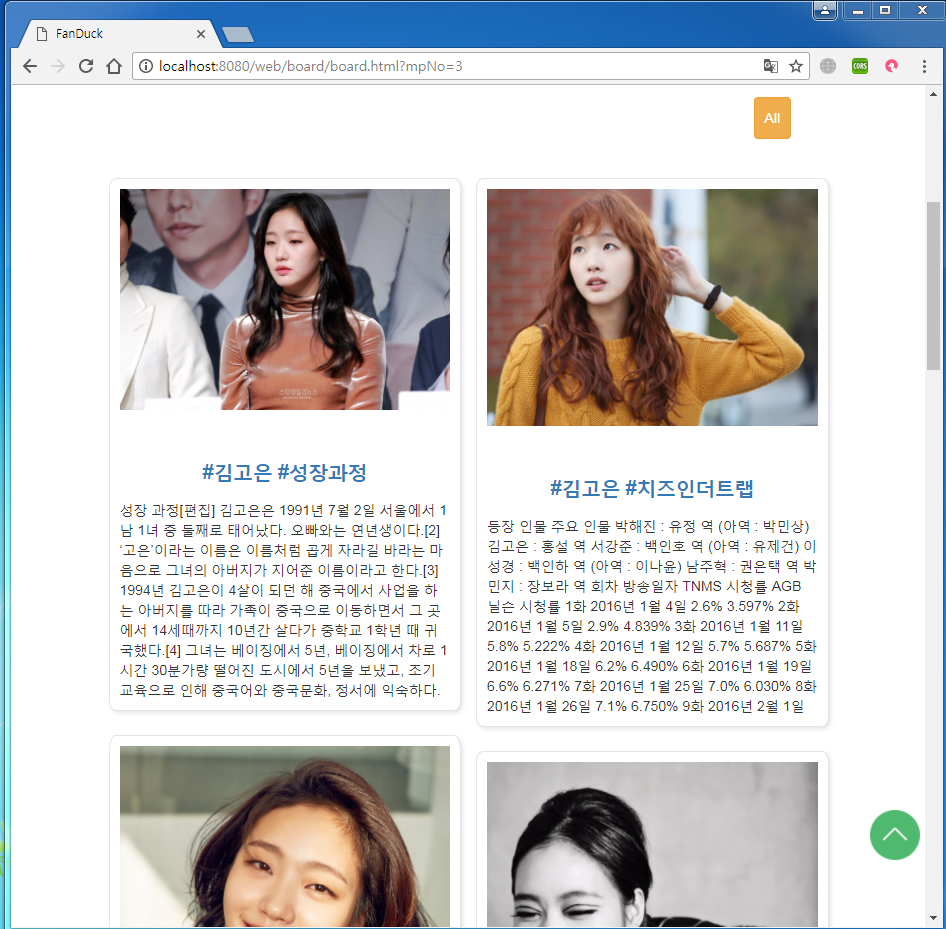 FanDuck
localhost:8080/web/board/board.html?mpNo=3
CORS
All
#김고은 #성장과정
성장 과정[편집] 김고은은 1991년 7월 2일 서울에서 1
남 1녀 중 둘째로 태어났다. 오빠와는 연년생이다.[2]
‘고은’이라는 이름은 이름처럼 곱게 자라길 바라는 마
음으로 그녀의 아버지가 지어준 이름이라고 한다.[3]
1994년 김고은이 4살이 되던 해 중국에서 사업을 하
는 아버지를 따라 가족이 중국으로 이동하면서 그 곳
에서 14세때까지 10년간 살다가 중학교 1학년 때 귀
국했다.[4] 그녀는 베이징에서 5년, 베이징에서 차로 1
시간 30분가량 떨어진 도시에서 5년을 보냈고, 조기
교육으로 인해 중국어와 중국문화, 정서에 익숙하다.
#김고은 #치즈인더트랩
등장 인물 주요 인물 박해진 : 유정 역 (아역 : 박민상)
김고은 : 홍설 역 서강준 : 백인호 역 (아역 : 유제건) 이
성경 : 백인하 역 (아역 : 이나윤) 남주혁 : 권은택 역 박
민지 : 장보라 역 회차 방송일자 TNMS 시청률 AGB
닐슨 시청률 1화 2016년 1월 4일 2.6% 3.597% 2화
2016년 1월 5일 2.9% 4.839% 3화 2016년 1월 11일
5.8% 5.222% 4화 2016년 1월 12일 5.7% 5.687% 5화
2016년 1월 18일 6.2% 6.490% 6화 2016년 1월 19일
6.6% 6.271% 7화 2016년 1월 25일 7.0% 6.030% 8화
2016년 1월 26일 7.1% 6.750% 9화 2016년 2월 1일